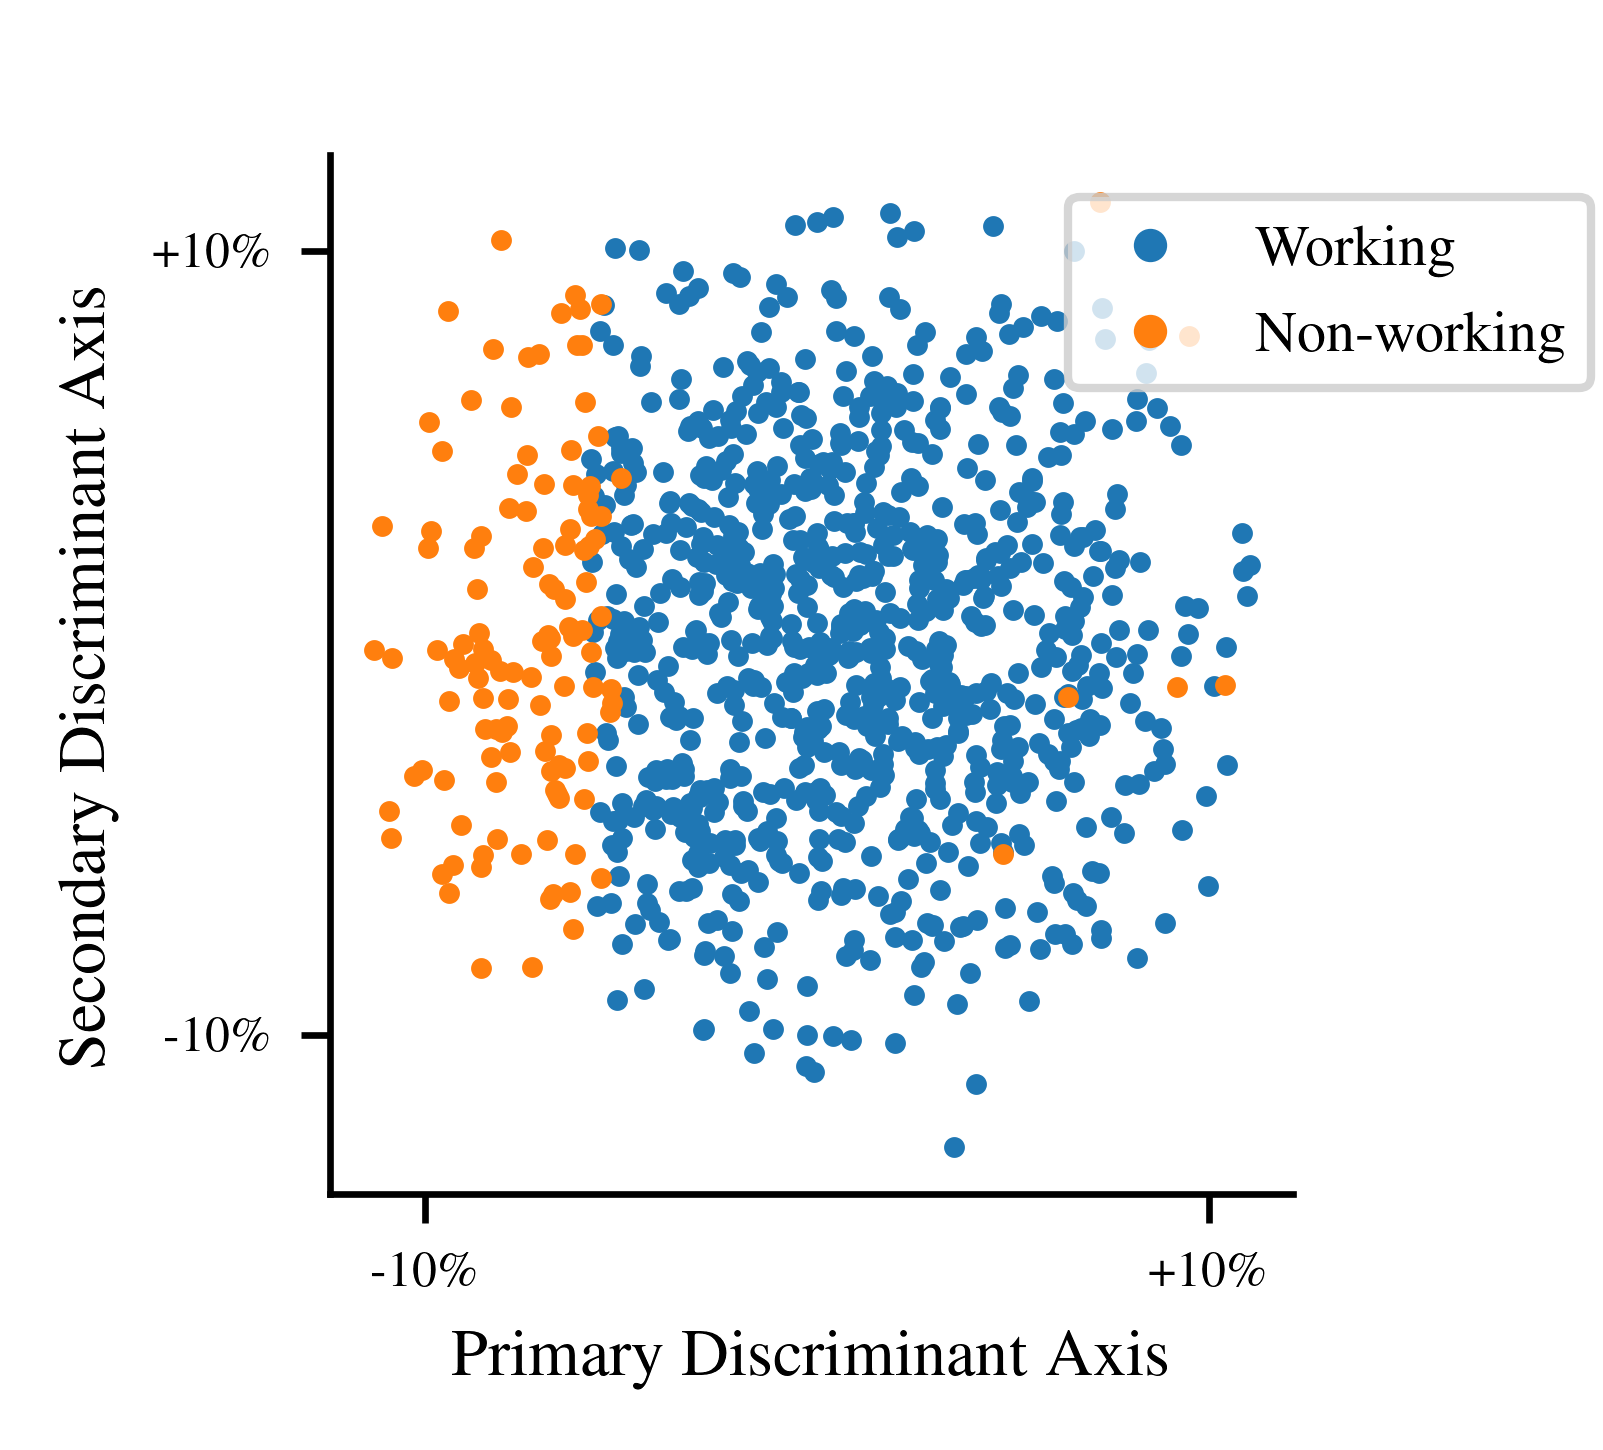 Working
Non-working
+10%
-10%
Secondary Discriminant Axis
-10%
+10%
Primary Discriminant Axis